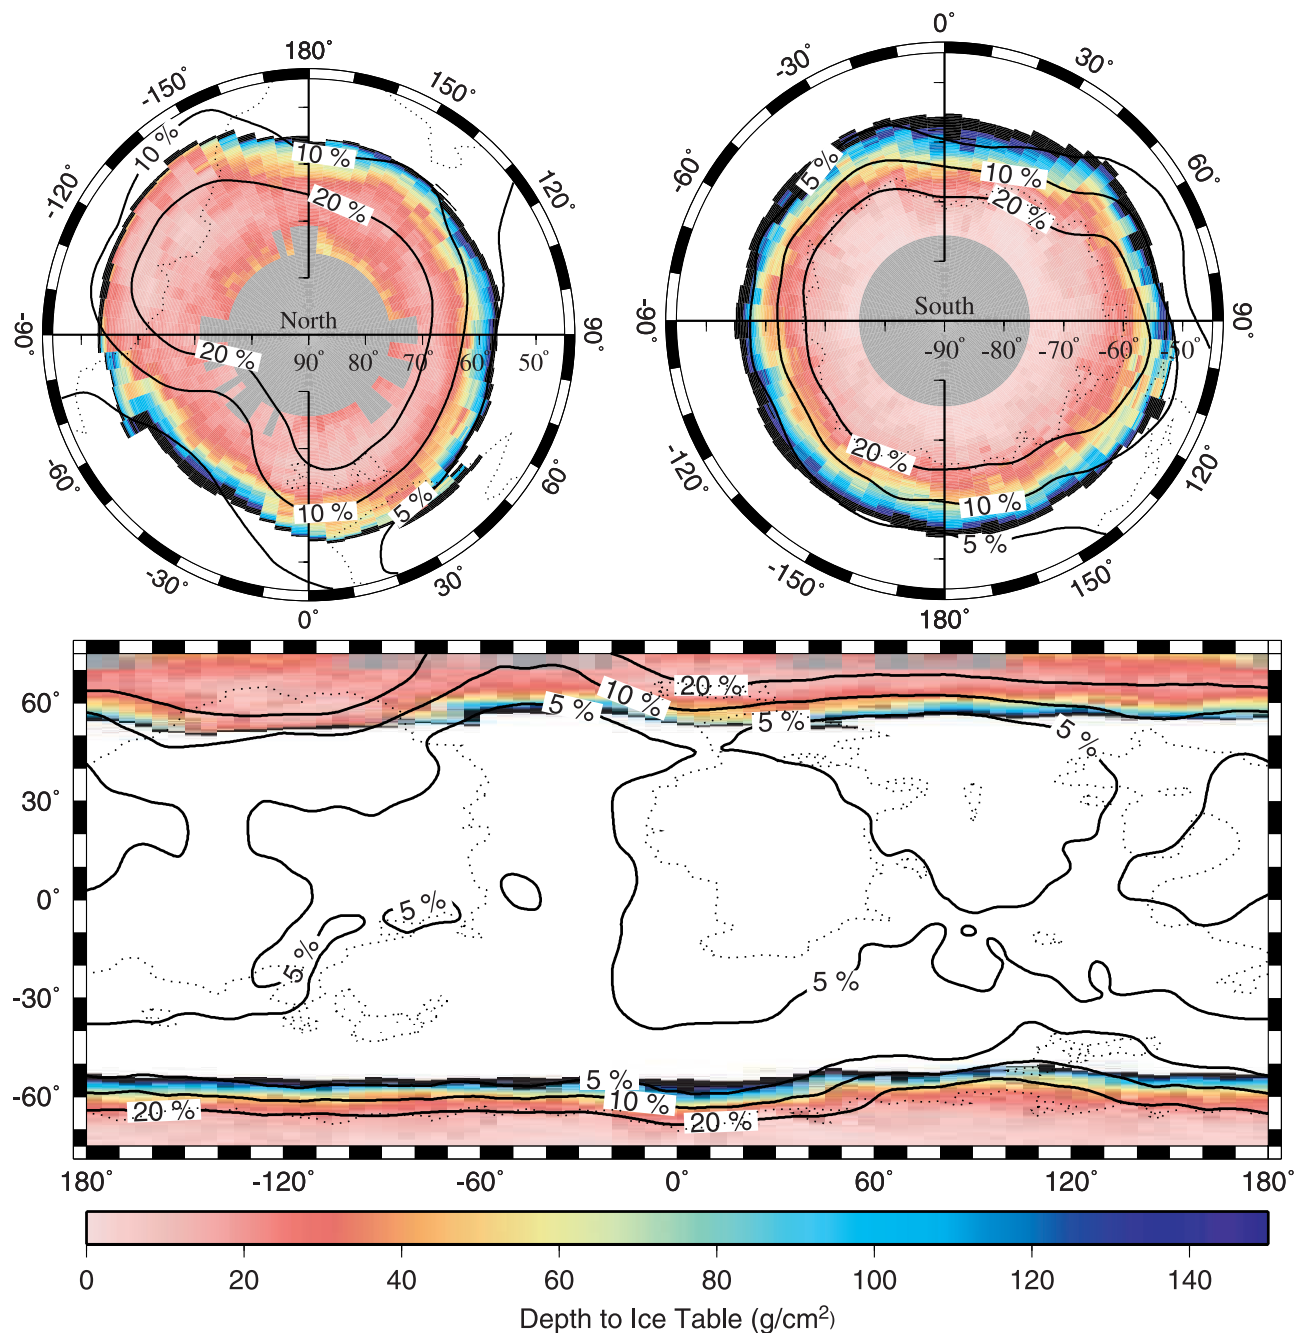 180° 150° 120° 90° 60° 30° 0° -30° -60° -90° -120° -150°
10 % 10 % 20 % 20 % 10 % 5 %
North
90° 80° 70° 60° 50°
0° 30° 60° 90° 120° 150° 180° -150° -120° -90° -60° -30°
5 % 10 % 20 % 20 % 10 % 5 %
South
-90° -80° -70° -60° -50°
60° 30° 0° -30° -60°
20 % 10 % 5 % 5 % 5 %
5 %
5 % 5 %
5 %
10 %
20 % 20 %
180° -120° -60° 0° 60° 120° 180°
0 20 40 60 80 100 120 140
Depth to Ice Table (g/cm²)